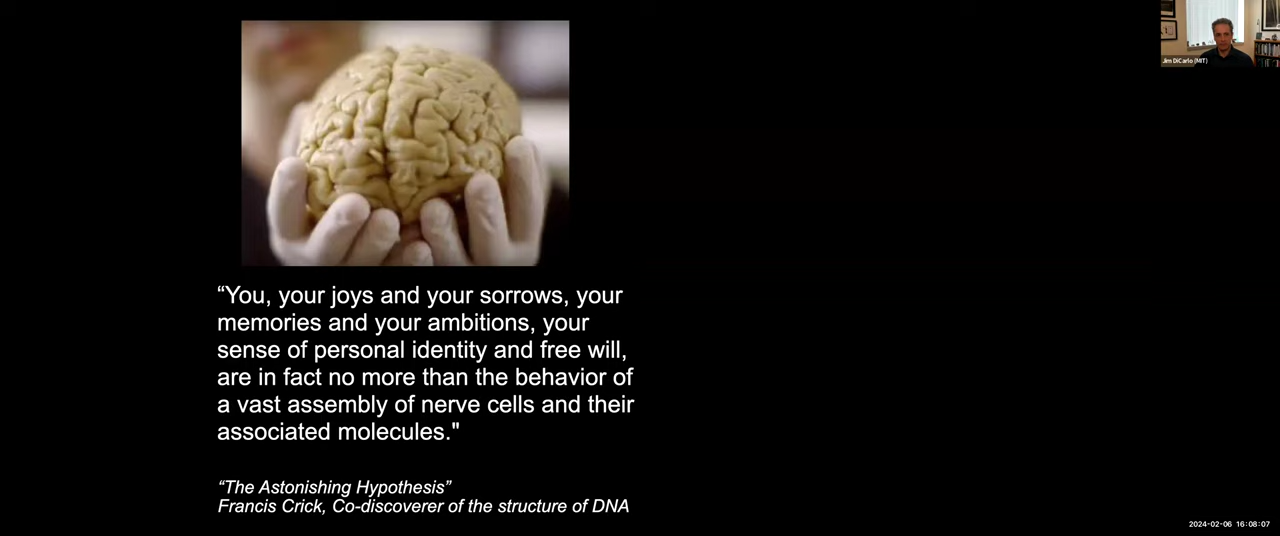 Jim DiCarlo (MIT)
“You, your joys and your sorrows, your
memories and your ambitions, your
sense of personal identity and free will,
are in fact no more than the behavior of
a vast assembly of nerve cells and their
associated molecules."
“The Astonishing Hypothesis”
Francis Crick, Co-discoverer of the structure of DNA
2024-02-06 16:08:07